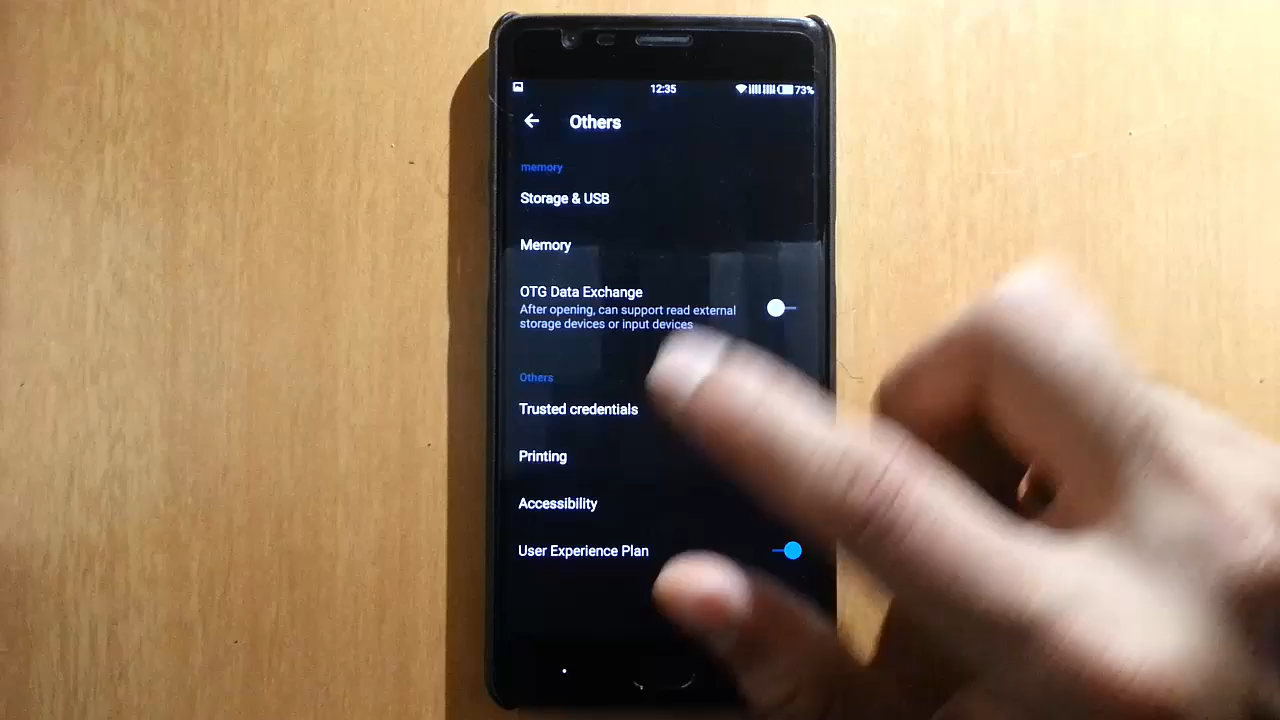 12:35
73%
Others
memory
Storage & USB
Memory
OTG Data Exchange
After opening, can support read external
storage devices or input devices
Others
Trusted credentials
Printing
Accessibility
User Experience Plan